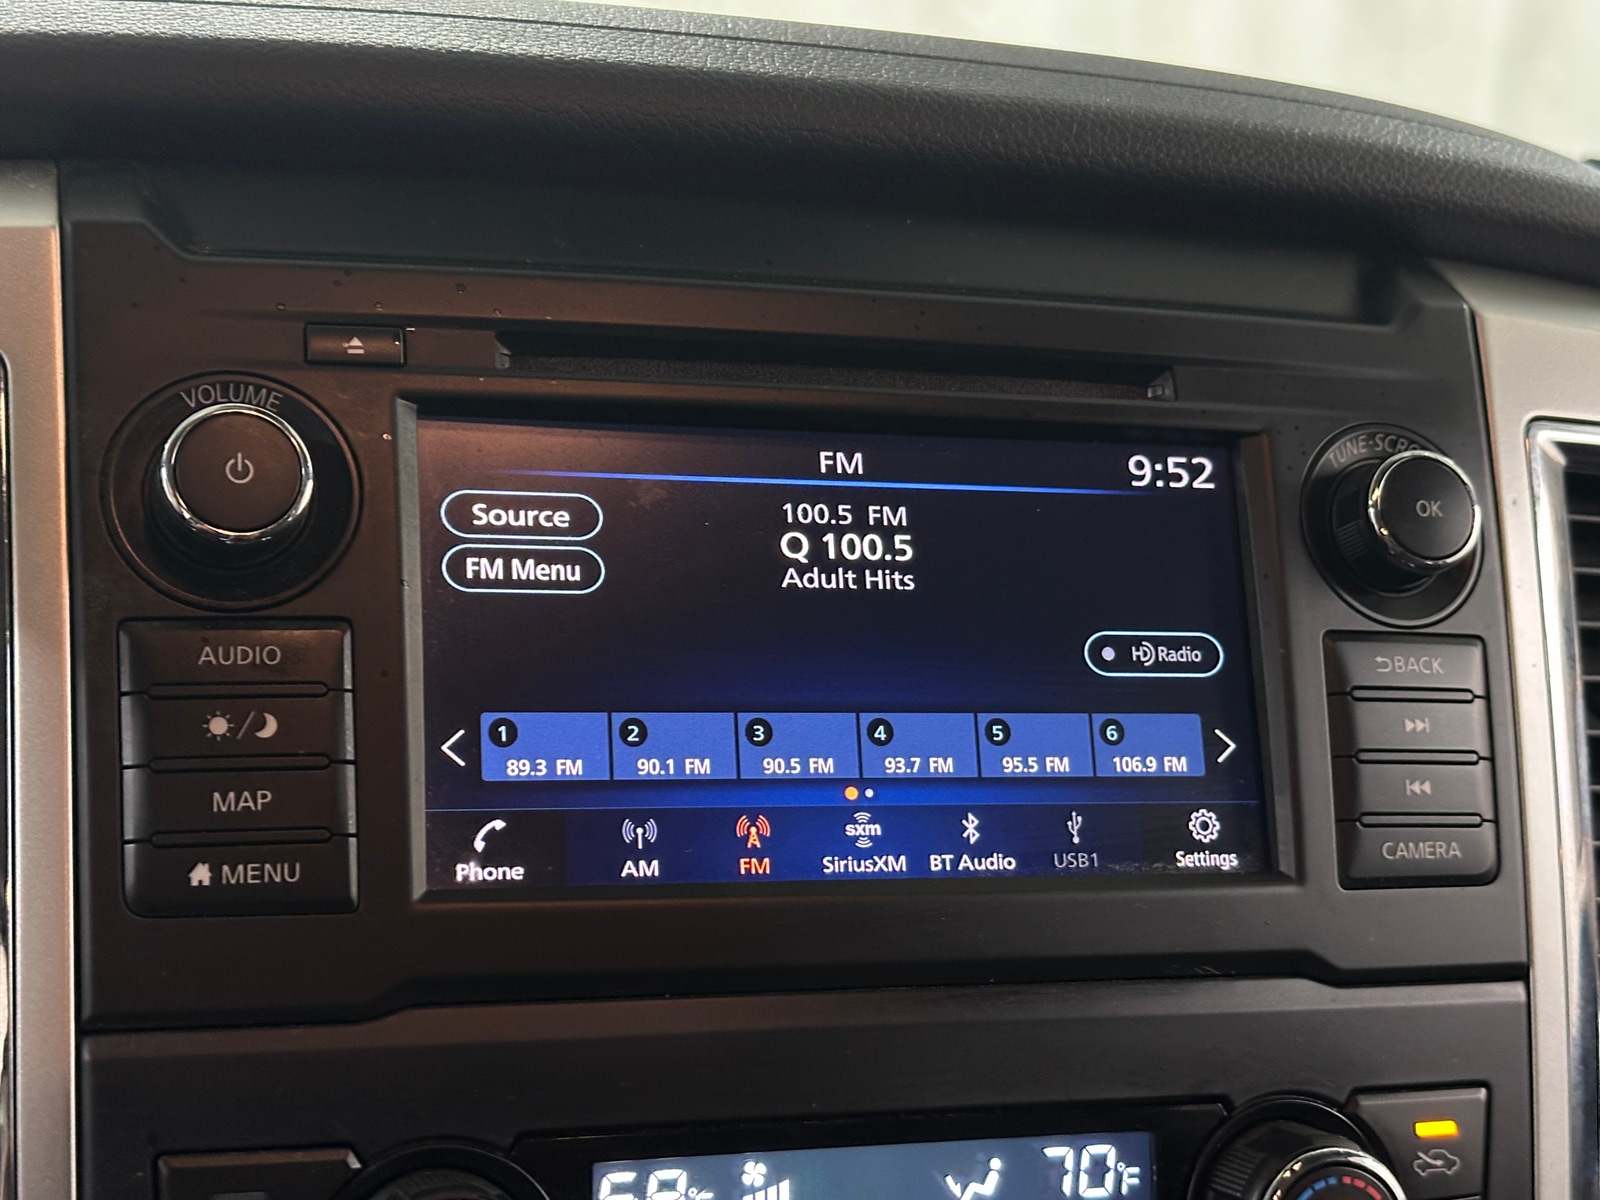 VOLUME
TUNE·SCRO
OK
AUDIO
MAP
MENU
FM
9:52
Source
FM Menu
100.5 FM
Q 100.5
Adult Hits
HD Radio
1
89.3 FM
2
90.1 FM
3
90.5 FM
4
93.7 FM
5
95.5 FM
6
106.9 FM
Phone
AM
FM
sxm
SiriusXM
BT Audio
USB1
Settings
BACK
CAMERA
68°F
70°F